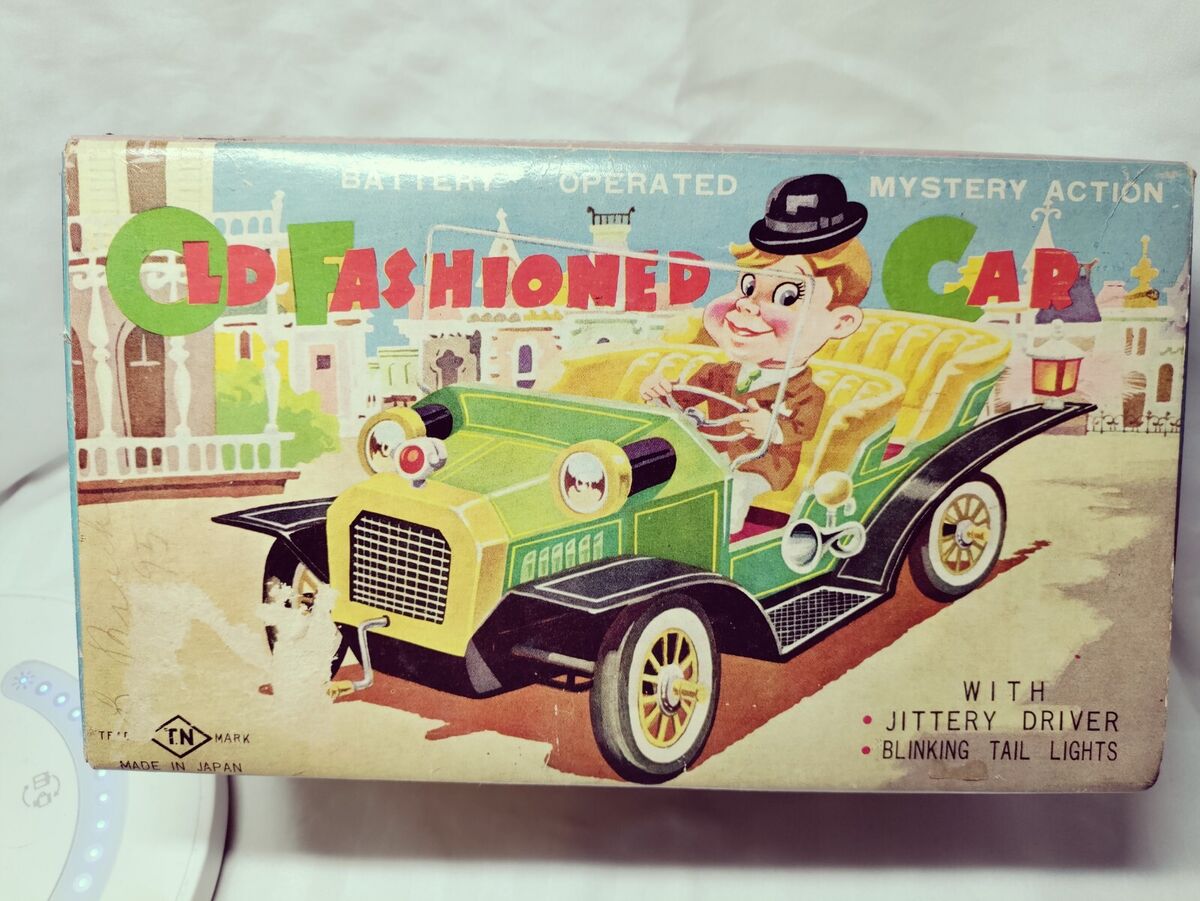 BATTERY OPERATED MYSTERY ACTION
OLD FASHIONED CAR
WITH
• JITTERY DRIVER
• BLINKING TAIL LIGHTS
T.N MARK
MADE IN JAPAN